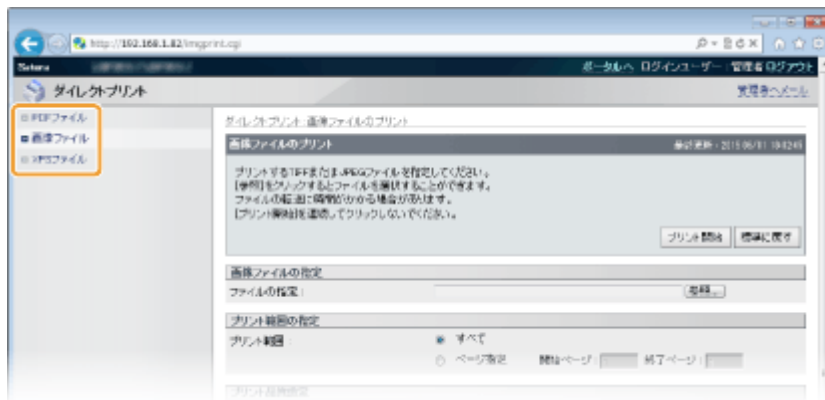 http://192.168.1.82/imgprint.cgi
Satera
ポータルへ ログインユーザー: 管理者 ログアウト
ダイレクトプリント
管理者へメール
PDFファイル
画像ファイル
XPSファイル
ダイレクトプリント: 画像ファイルのプリント
画像ファイルのプリント
最終更新 : 2015 06/11
プリントするTIFFまたはJPEGファイルを指定してください。
[参照]をクリックするとファイルを選択することができます。
ファイルの転送に時間がかかる場合があります。
[プリント開始]を連続してクリックしないでください。
プリント開始 標準に戻す
画像ファイルの指定
ファイルの指定 :
参照...
プリント範囲の指定
プリント範囲 :
すべて
ページ指定 開始ページ : 終了ページ :
プリント品質設定